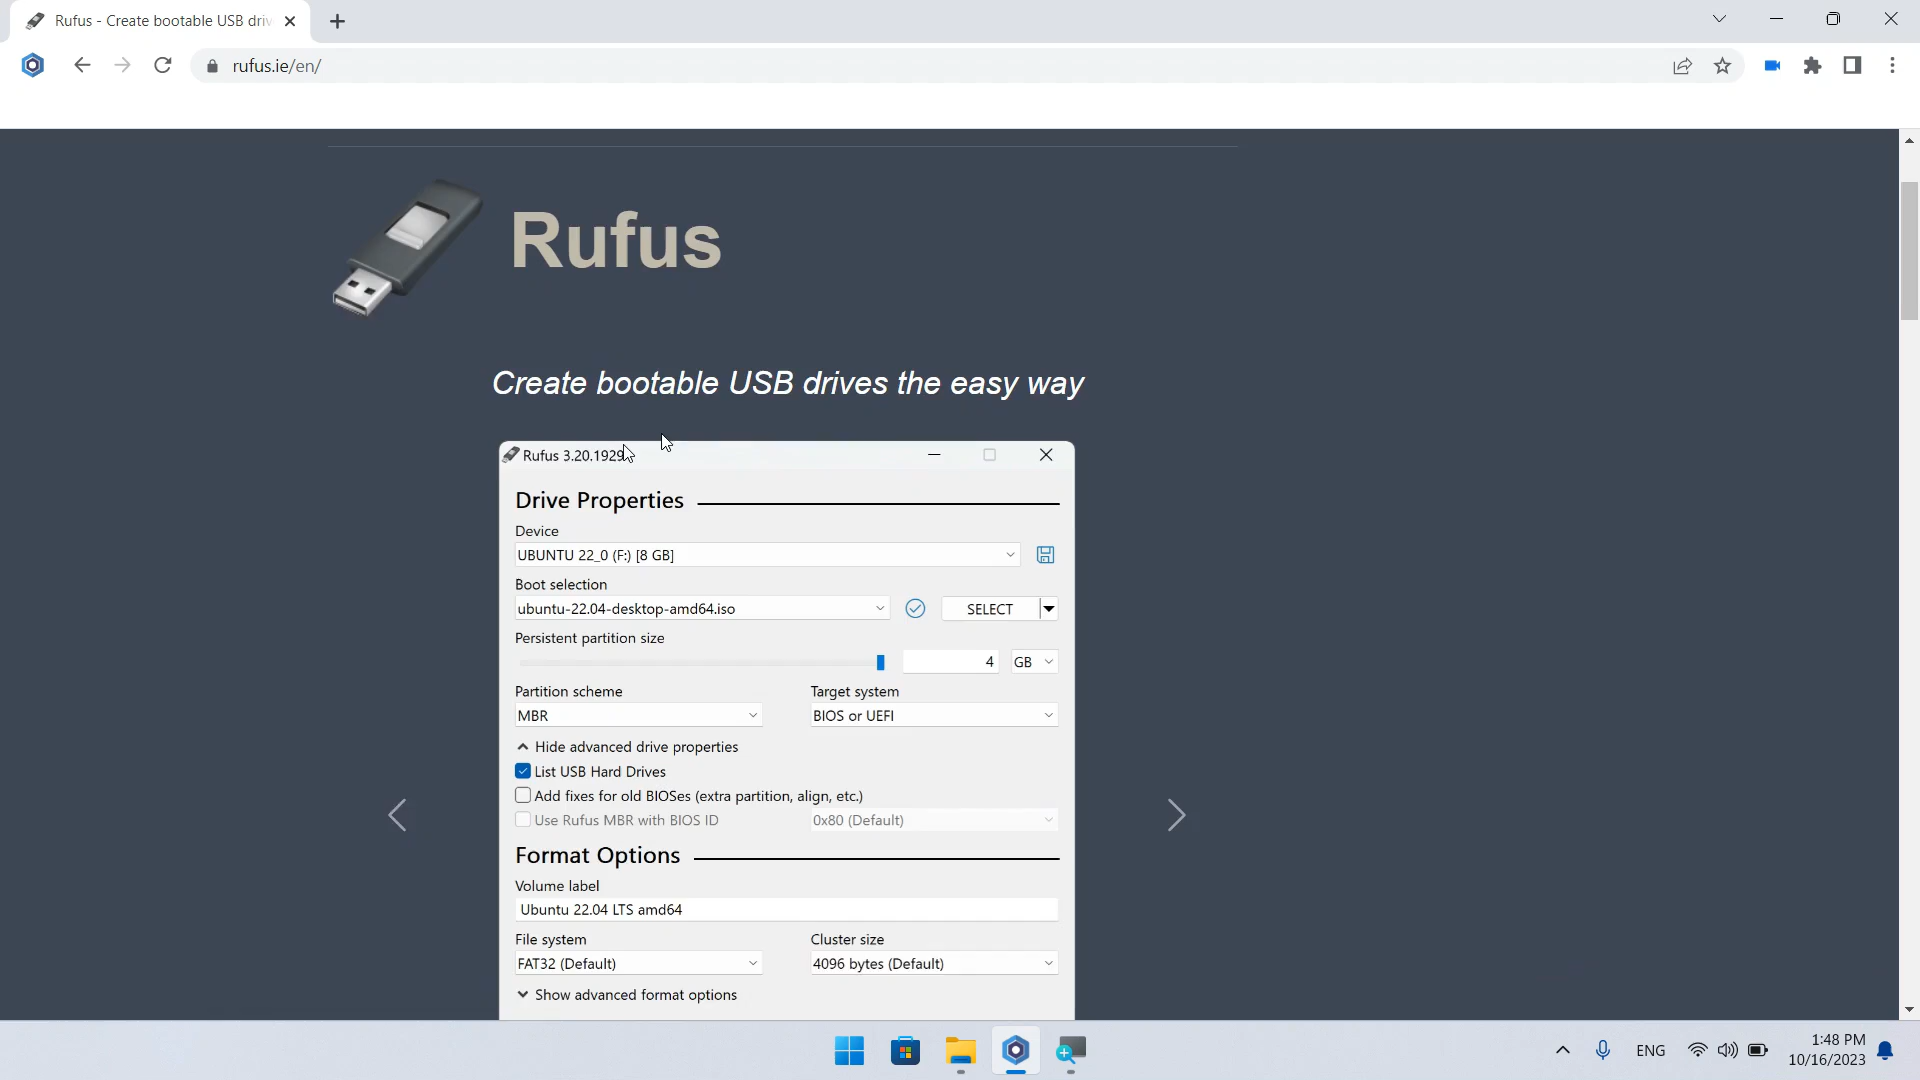 Rufus - Create bootable USB driv
rufus.ie/en/
Rufus
Create bootable USB drives the easy way
Rufus 3.20.1929
Drive Properties
Device
UBUNTU 22_0 (F:) [8 GB]
Boot selection
ubuntu-22.04-desktop-amd64.iso
SELECT
Persistent partition size
4 GB
Partition scheme Target system
MBR BIOS or UEFI
Hide advanced drive properties
List USB Hard Drives
Add fixes for old BIOSes (extra partition, align, etc.)
Use Rufus MBR with BIOS ID 0x80 (Default)
Format Options
Volume label
Ubuntu 22.04 LTS amd64
File system Cluster size
FAT32 (Default) 4096 bytes (Default)
Show advanced format options
ENG
1:48 PM
10/16/2023